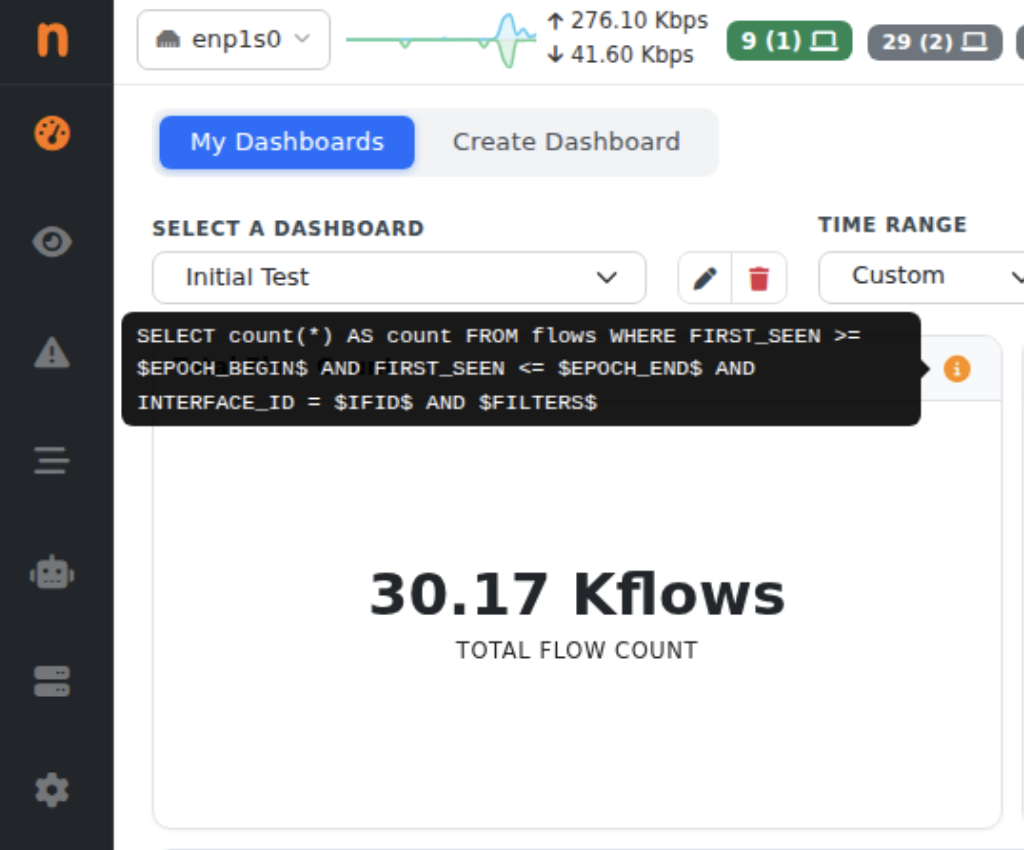 n
enp1s0
↑ 276.10 Kbps
↓ 41.60 Kbps
9 (1)
29 (2)
My Dashboards
Create Dashboard
SELECT A DASHBOARD
TIME RANGE
Initial Test
Custom
SELECT count(*) AS count FROM flows WHERE FIRST_SEEN >=
$EPOCH_BEGIN$ AND FIRST_SEEN <= $EPOCH_END$ AND
INTERFACE_ID = $IFID$ AND $FILTERS$
30.17 Kflows
TOTAL FLOW COUNT